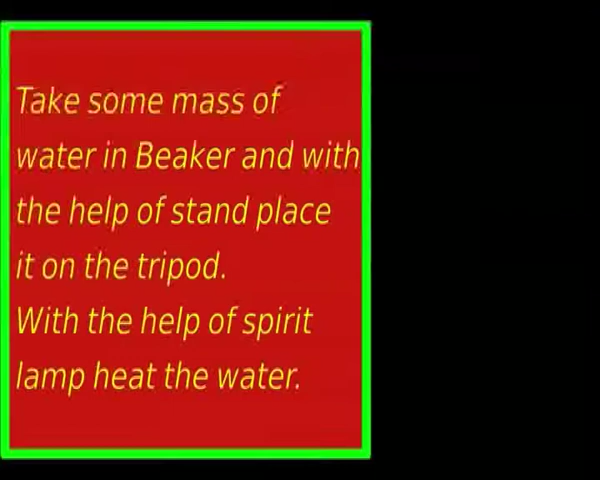 Take some mass of
water in Beaker and with
the help of stand place
it on the tripod.
With the help of spirit
lamp heat the water.